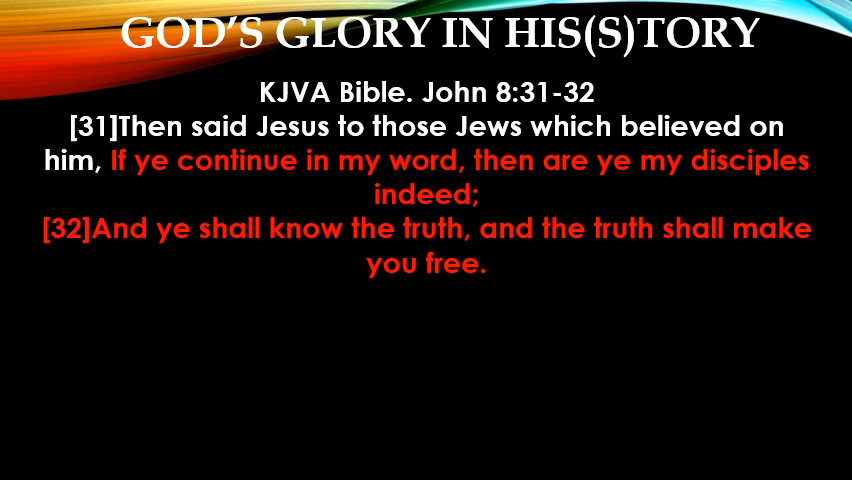 GOD'S GLORY IN HIS(S)TORY
KJVA Bible. John 8:31-32
[31]Then said Jesus to those Jews which believed on
him, If ye continue in my word, then are ye my disciples
indeed;
[32]And ye shall know the truth, and the truth shall make
you free.